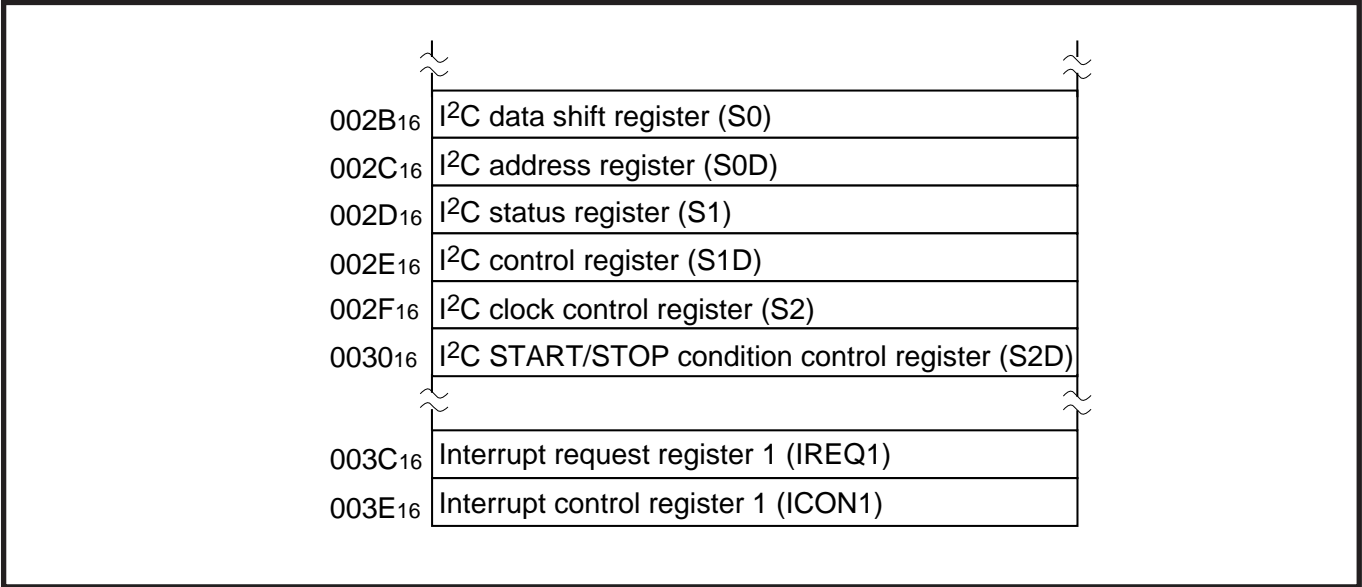 002B16 I2C data shift register (S0)
002C16 I2C address register (S0D)
002D16 I2C status register (S1)
002E16 I2C control register (S1D)
002F16 I2C clock control register (S2)
003016 I2C START/STOP condition control register (S2D)
003C16 Interrupt request register 1 (IREQ1)
003E16 Interrupt control register 1 (ICON1)